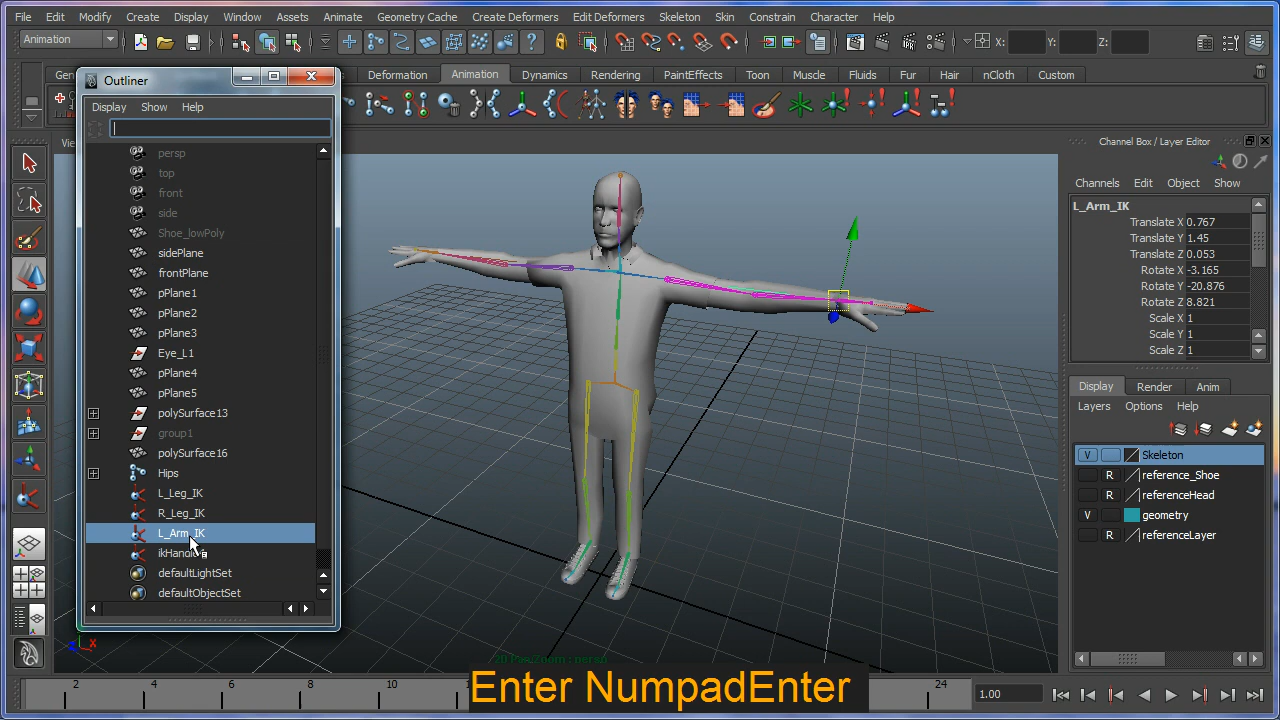 File Edit Modify Create Display Window Assets Animate Geometry Cache Create Deformers Edit Deformers Skeleton Skin Constrain Character Help
Animation
X: Y: Z:
Outliner
Deformation Animation Dynamics Rendering PaintEffects Toon Muscle Fluids Fur Hair nCloth Custom
Display Show Help
Channel Box / Layer Editor
Channels Edit Object Show
persp
top
front
side
Shoe_lowPoly
sidePlane
frontPlane
pPlane1
pPlane2
pPlane3
Eye_L1
pPlane4
pPlane5
polySurface13
group1
polySurface16
Hips
L_Leg_IK
R_Leg_IK
L_Arm_IK
defaultLightSet
defaultObjectSet
L_Arm_IK
Translate X 0.767
Translate Y 1.45
Translate Z 0.053
Rotate X -3.165
Rotate Y -20.876
Rotate Z 8.821
Scale X 1
Scale Y 1
Scale Z 1
Display Render Anim
Layers Options Help
V Skeleton
R reference_Shoe
R referenceHead
V geometry
R referenceLayer
2D Pan/Zoom : persp
Enter NumpadEnter
2 4 6 8 10 24
1.00